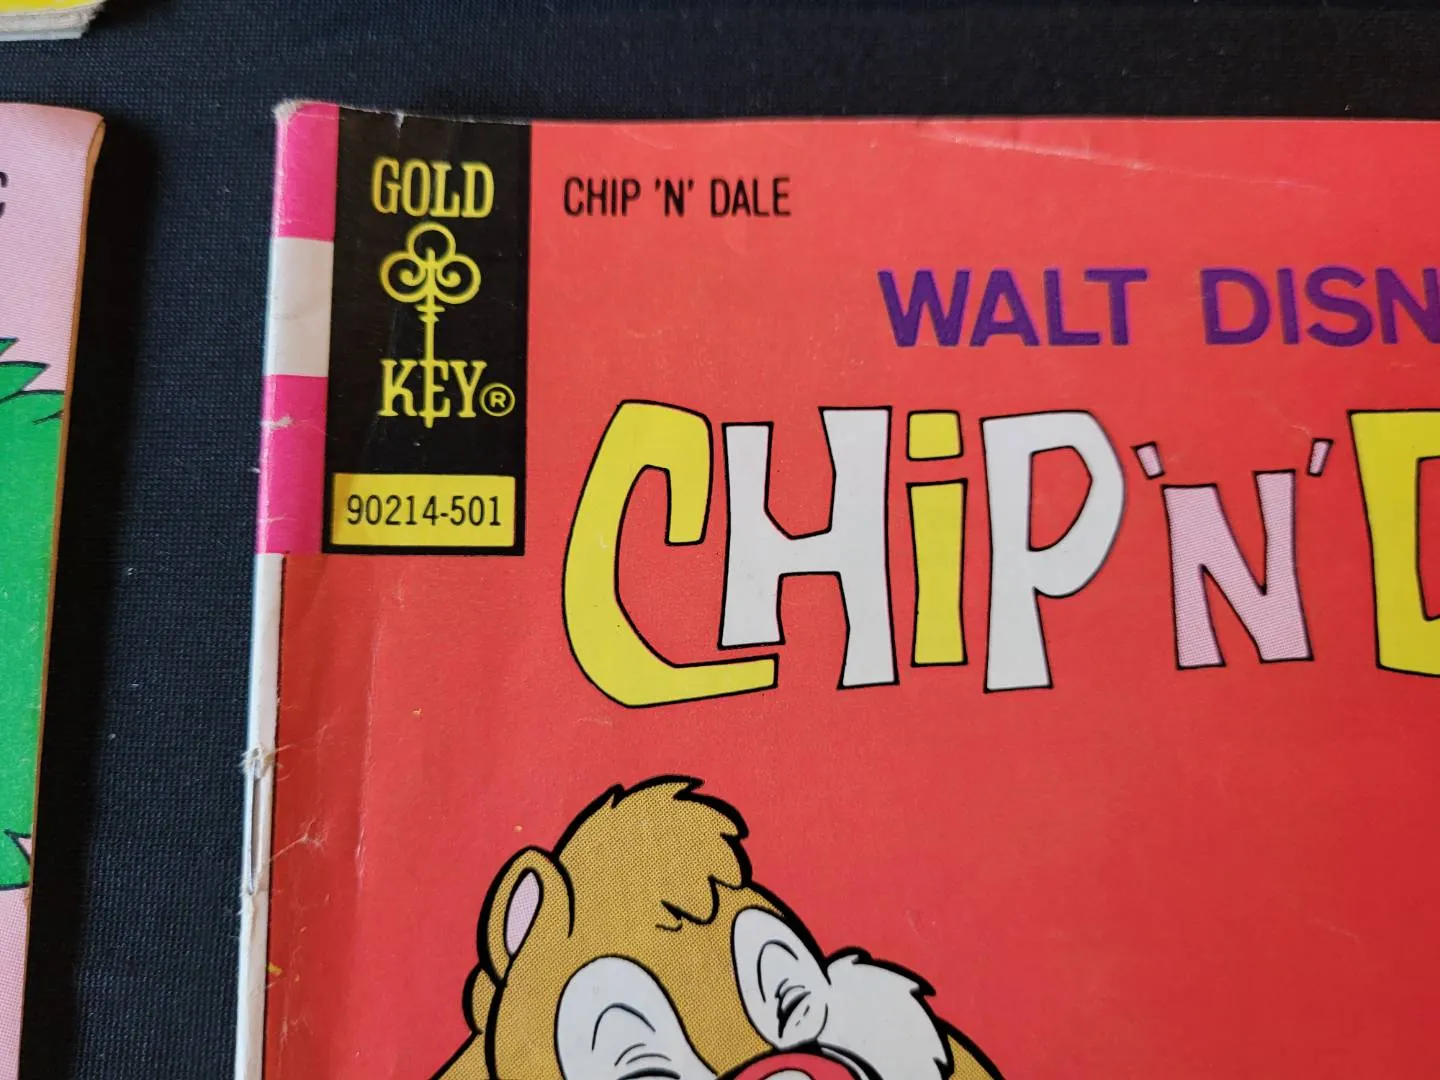 GOLD
KEY®
90214-501
CHIP 'N' DALE
WALT DISN
CHiP 'N' D
C